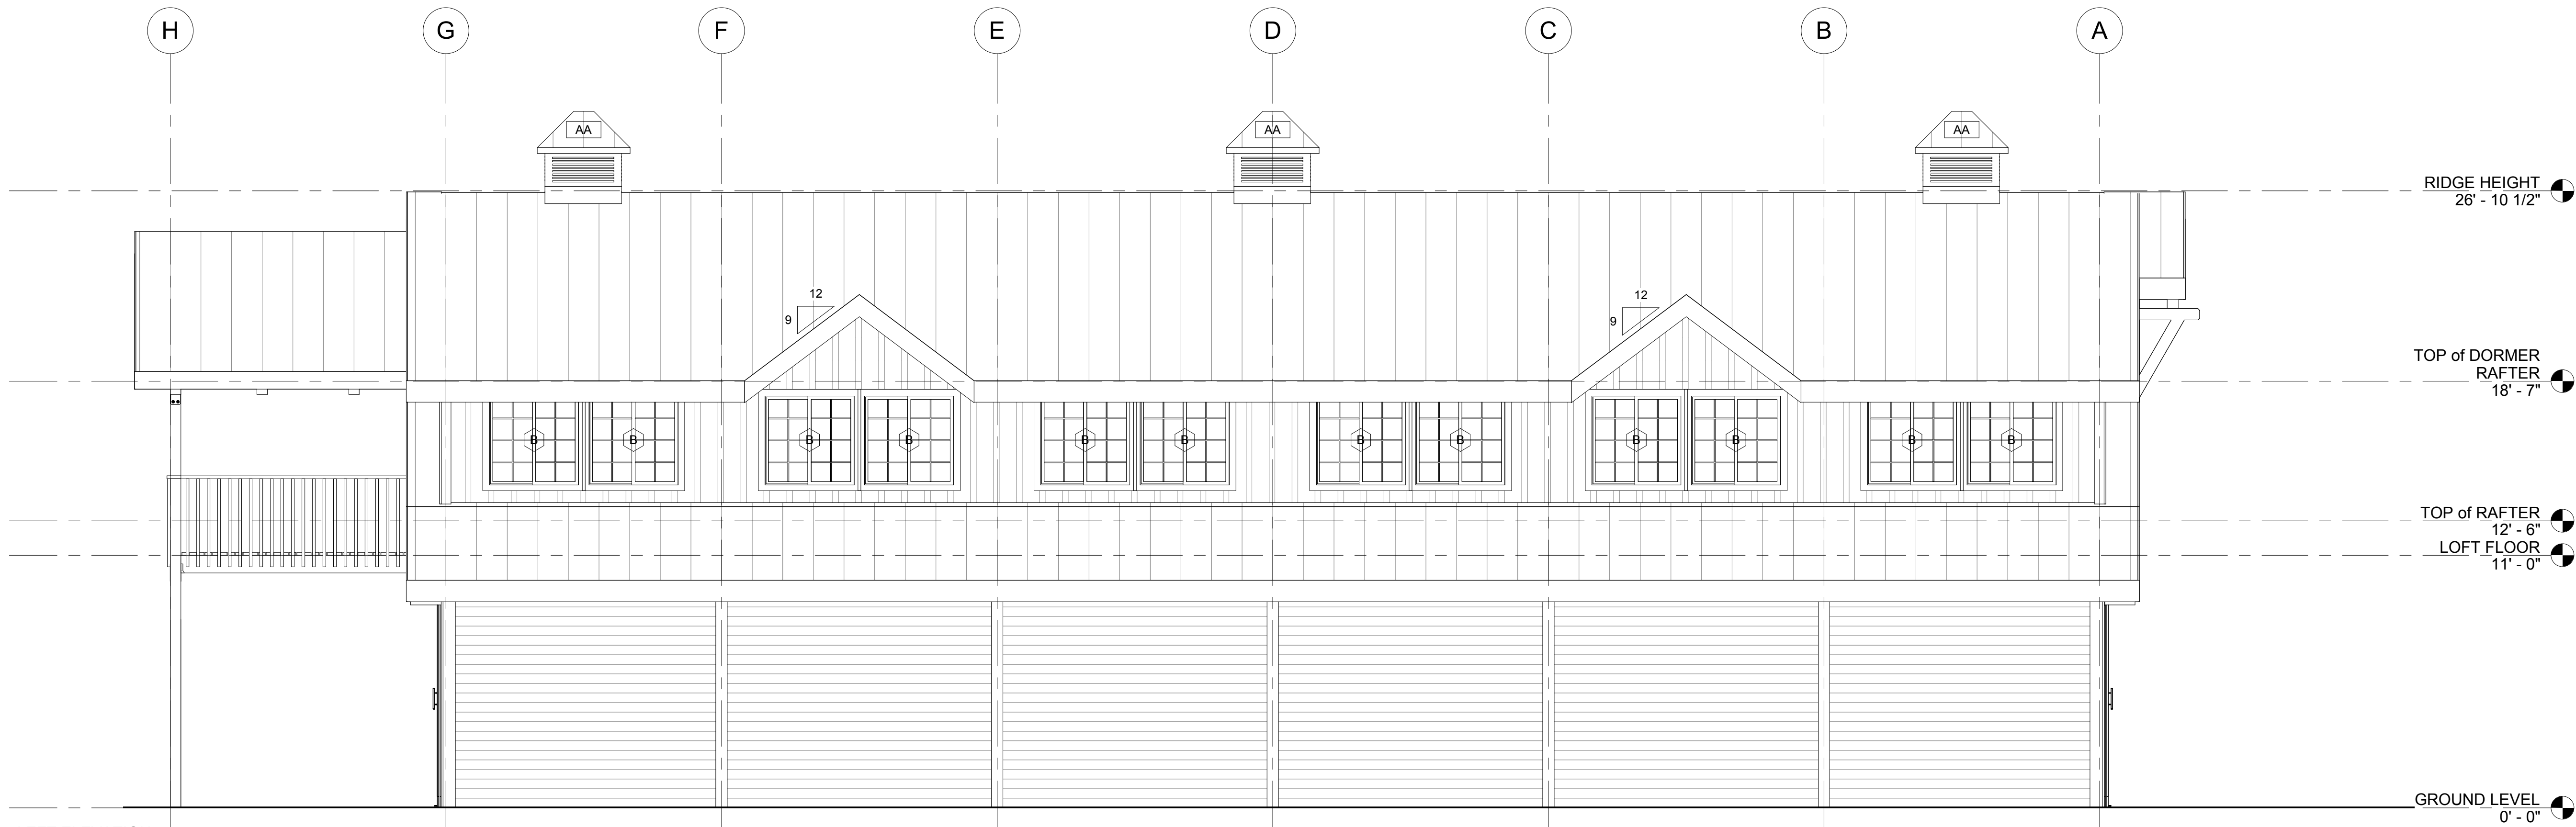 H G F E D C B A
AA AA AA
RIDGE HEIGHT
26' - 10 1/2"
12 12
9 9
TOP of DORMER
RAFTER
18' - 7"
B B B B B B B B B B B B
TOP of RAFTER
12' - 6"
LOFT FLOOR
11' - 0"
GROUND LEVEL
0' - 0"